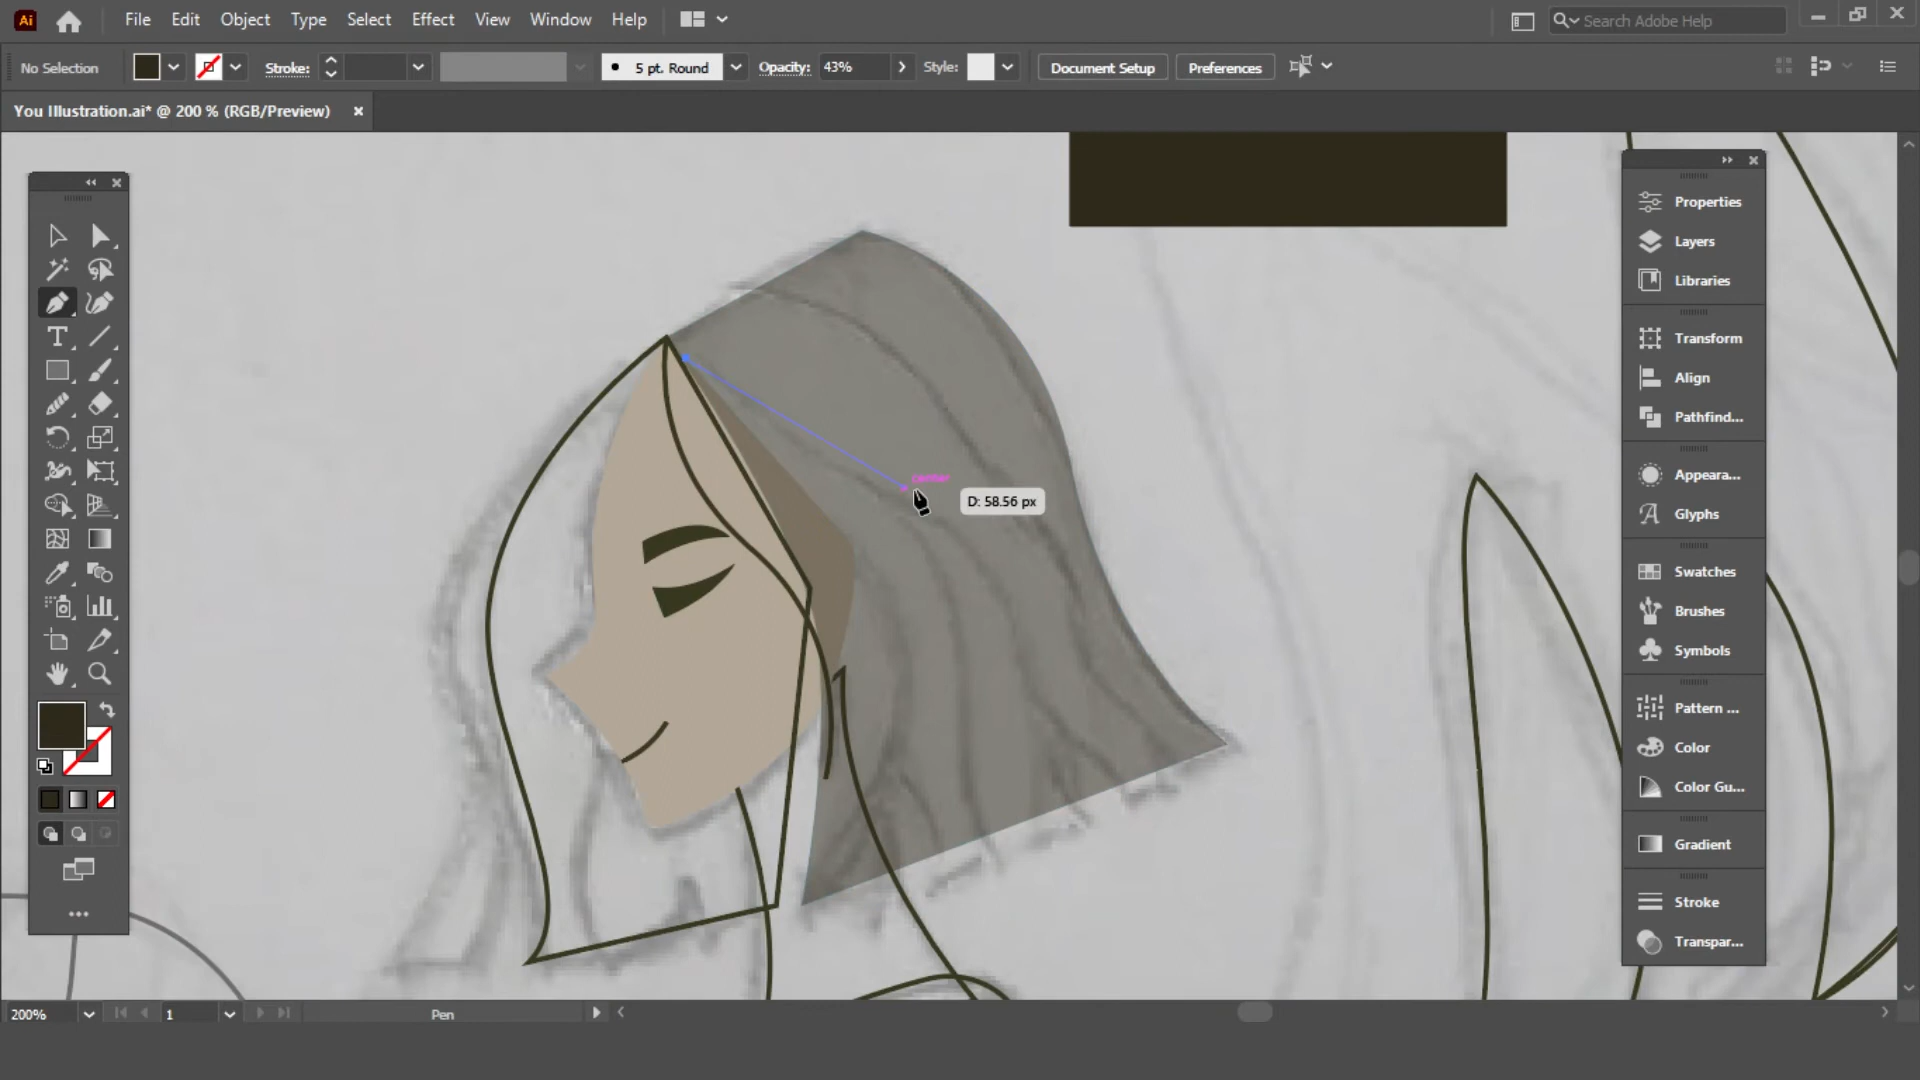 Ai File Edit Object Type Select Effect View Window Help Search Adobe Help
No Selection Stroke: 5 pt. Round Opacity: 43% Style: Document Setup Preferences
You Illustration.ai* @ 200 % (RGB/Preview)
Properties
Layers
Libraries
Transform
Align
Pathfind...
Appeara...
Glyphs
Swatches
Brushes
Symbols
Pattern ...
Color
Color Gu...
Gradient
Stroke
Transpar...
center
D: 58.56 px
200% 1 Pen